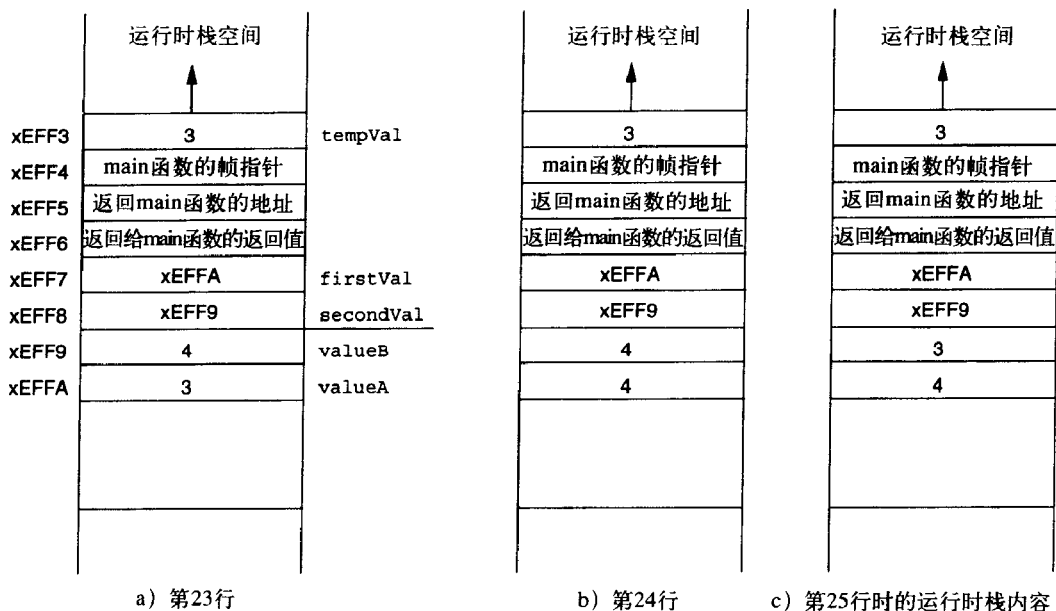 运行时栈空间 运行时栈空间 运行时栈空间
xEFF3 3 tempVal 3 3
xEFF4 main函数的帧指针 main函数的帧指针 main函数的帧指针
xEFF5 返回main函数的地址 返回main函数的地址 返回main函数的地址
xEFF6 返回给main函数的返回值 返回给main函数的返回值 返回给main函数的返回值
xEFF7 xEFFA firstVal xEFFA xEFFA
xEFF8 xEFF9 secondVal xEFF9 xEFF9
xEFF9 4 valueB 4 3
xEFFA 3 valueA 4 4
a) 第23行 b) 第24行 c) 第25行时的运行时栈内容